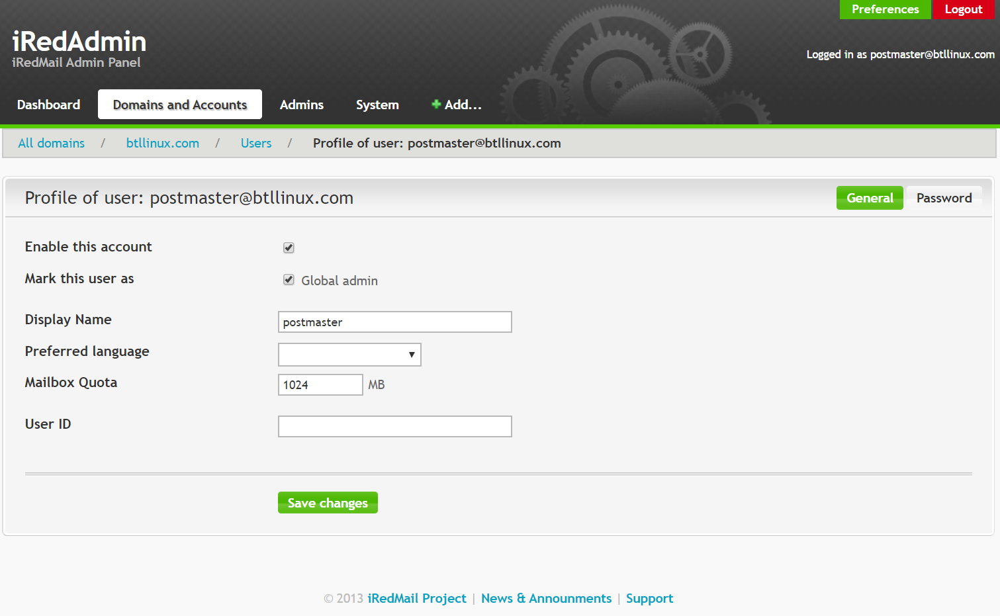 Preferences Logout
iRedAdmin
iRedMail Admin Panel
Logged in as postmaster@btllinux.com
Dashboard Domains and Accounts Admins System Add...
All domains / btllinux.com / Users / Profile of user: postmaster@btllinux.com
Profile of user: postmaster@btllinux.com General Password
Enable this account
Mark this user as Global admin
Display Name postmaster
Preferred language
Mailbox Quota 1024 MB
User ID
Save changes
© 2013 iRedMail Project | News & Announments | Support